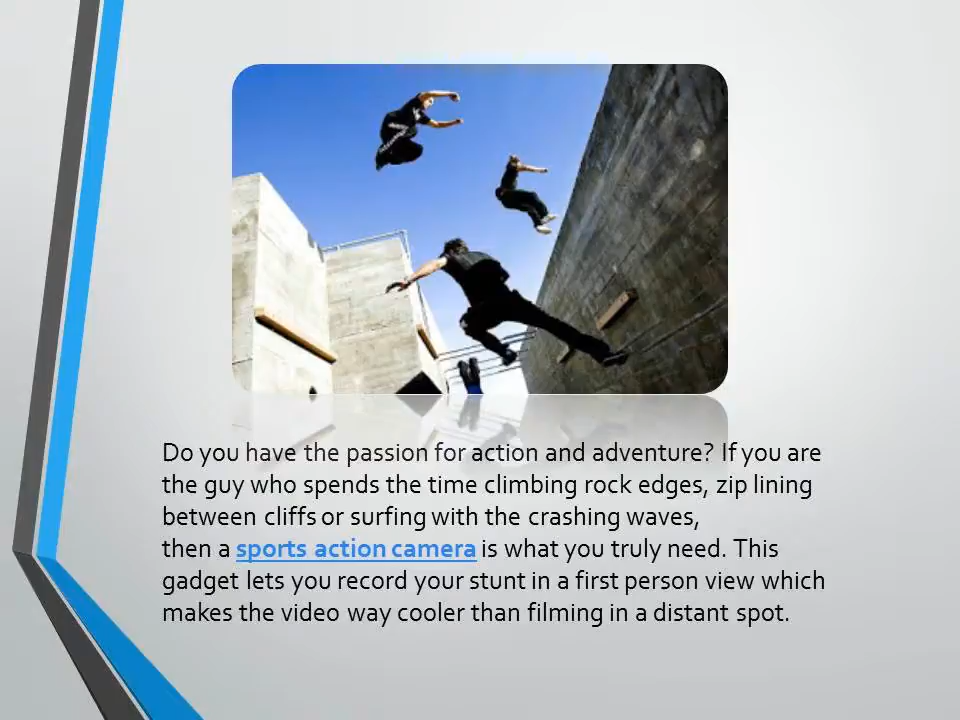 Do you have the passion for action and adventure? If you are
the guy who spends the time climbing rock edges, zip lining
between cliffs or surfing with the crashing waves,
then a sports action camera is what you truly need. This
gadget lets you record your stunt in a first person view which
makes the video way cooler than filming in a distant spot.